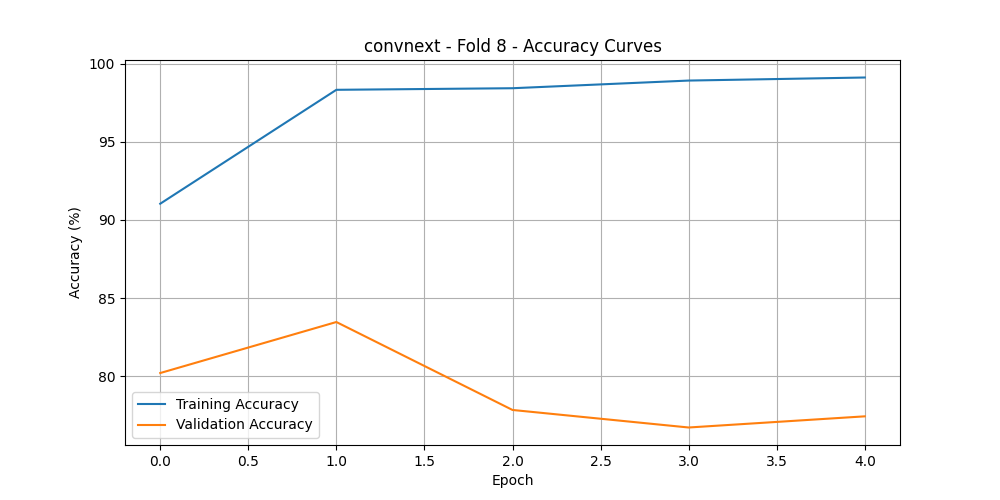 convnext - Fold 8 - Accuracy Curves
100
95
90
85
80
Accuracy (%)
Training Accuracy
Validation Accuracy
0.0 0.5 1.0 1.5 2.0 2.5 3.0 3.5 4.0
Epoch